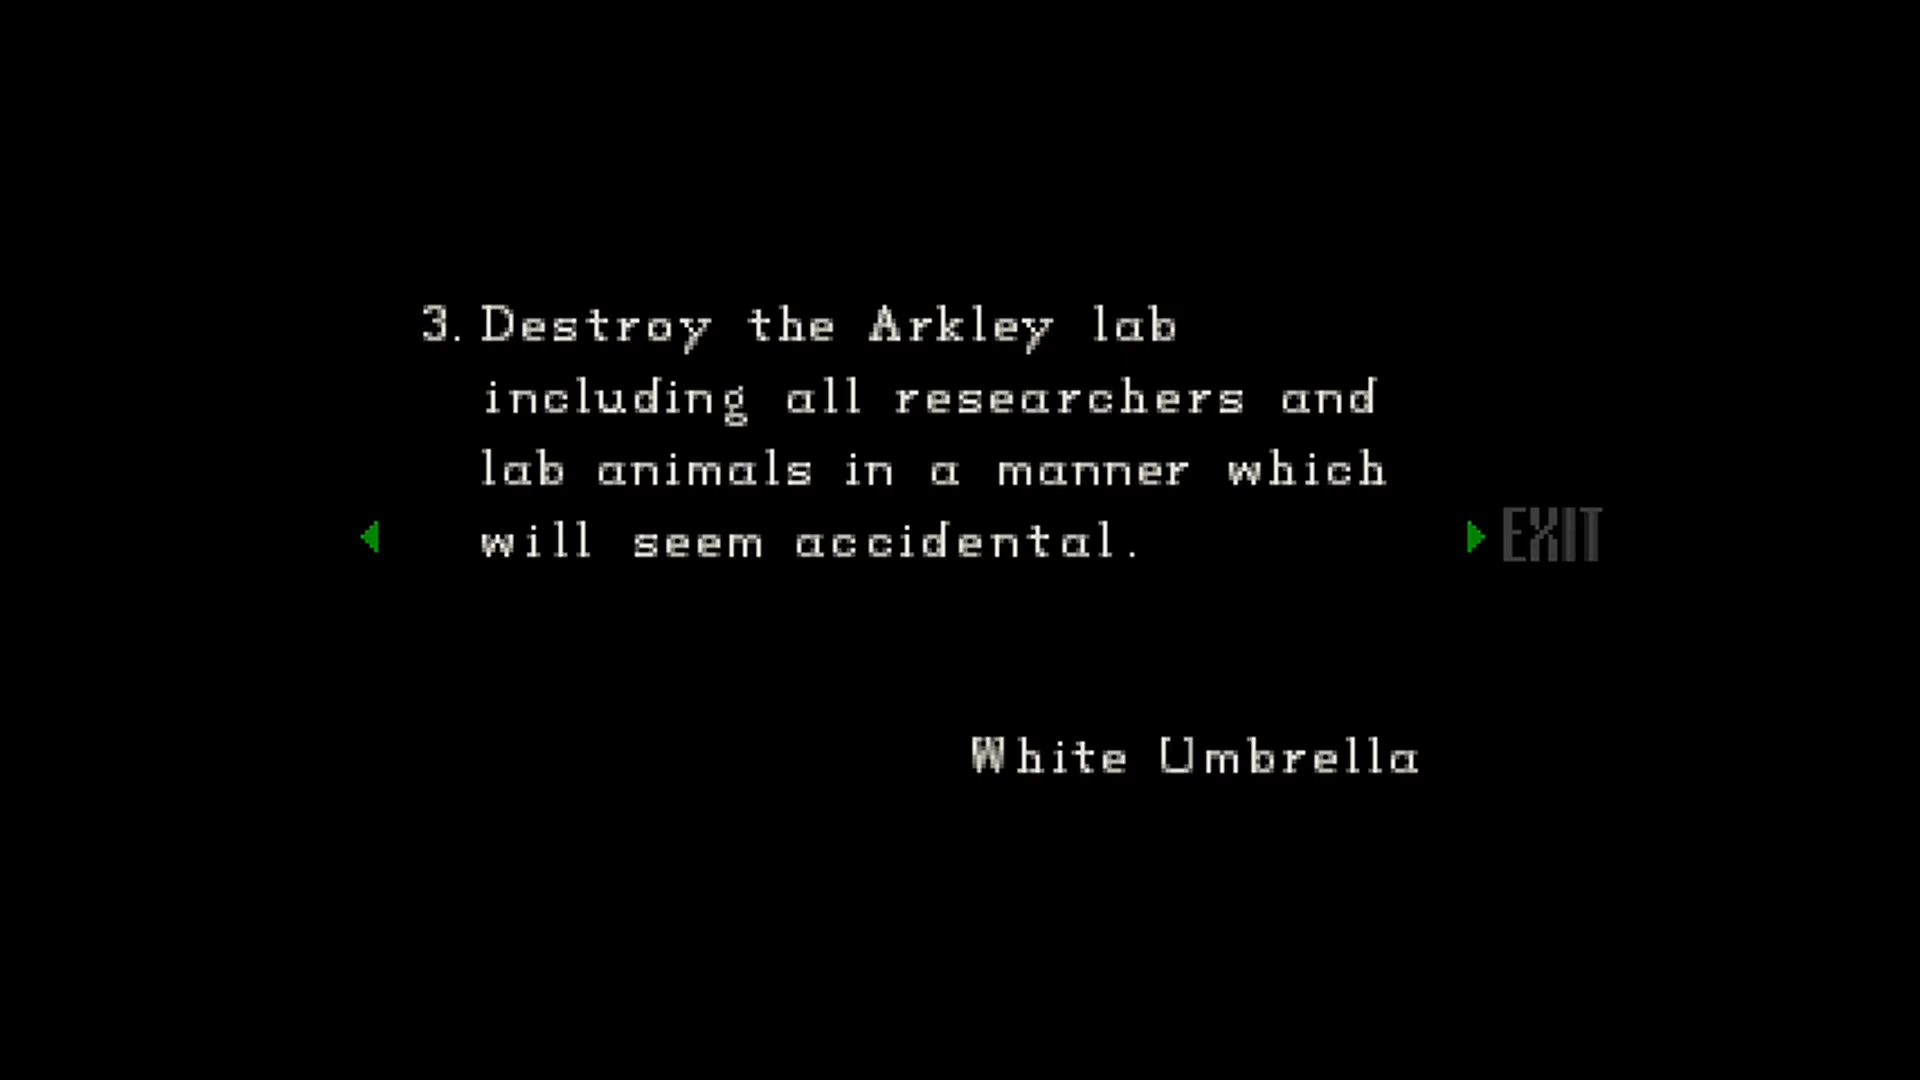 3. Destroy the Arkley lab
including all researchers and
lab animals in a manner which
will seem accidental.
EXIT
White Umbrella